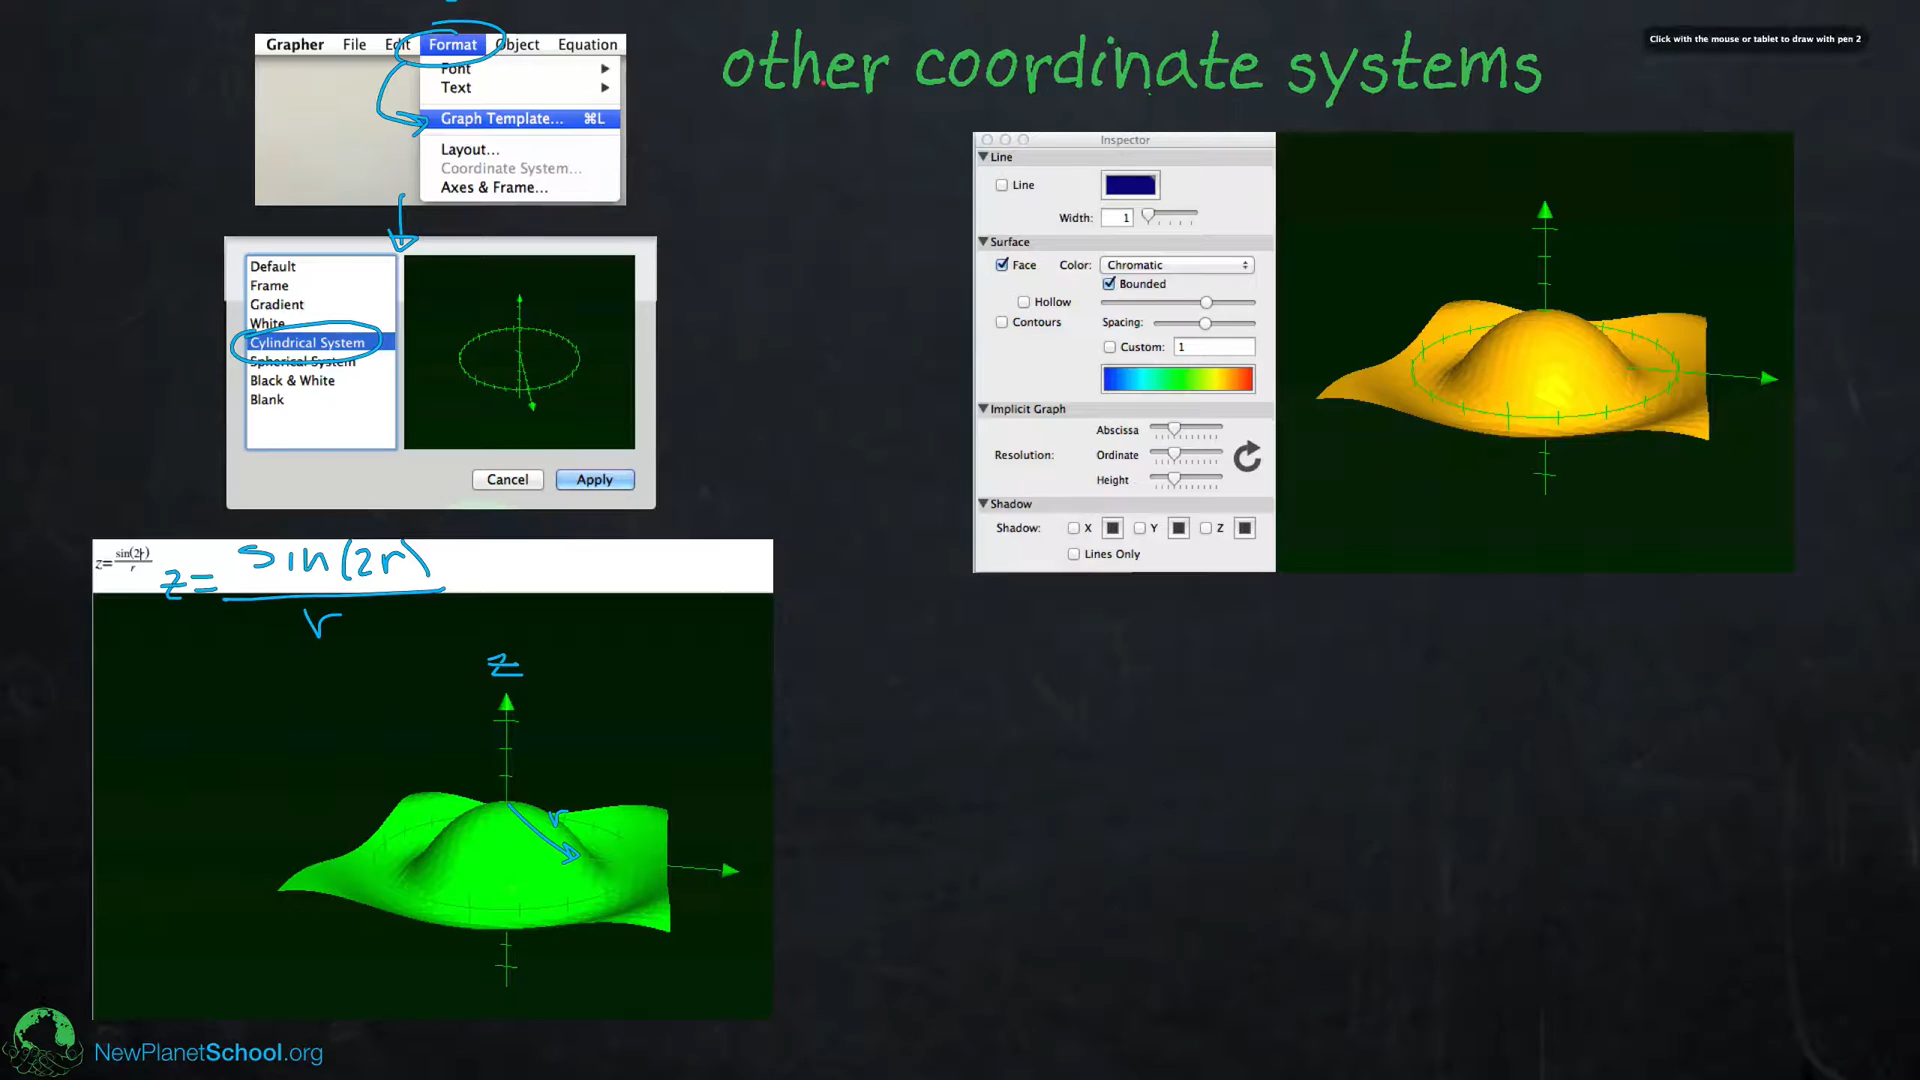 Grapher File Edit Format Object Equation
Font
Text
Graph Template... ⌘L
Layout...
Coordinate System...
Axes & Frame...
other coordinate systems
Click with the mouse or tablet to draw with pen 2
Default
Frame
Gradient
White
Cylindrical System
Spherical System
Black & White
Blank
Cancel Apply
Inspector
Line
Line
Width: 1
Surface
Face Color: Chromatic
Bounded
Hollow
Contours Spacing:
Custom: 1
Implicit Graph
Abscissa
Resolution: Ordinate
Height
Shadow
Shadow: X Y Z
Lines Only
z=sin(2r)/r
z= sin(2r)
r
z
r
NewPlanetSchool.org